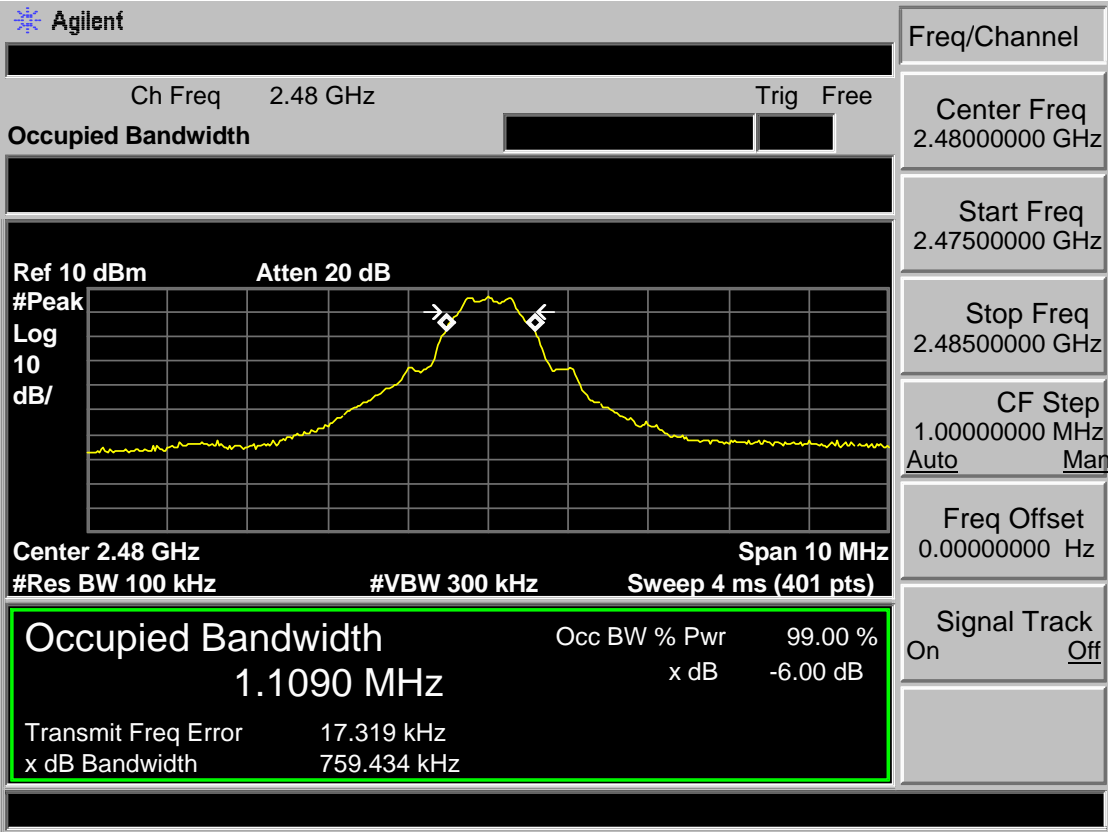 Agilent
Ch Freq 2.48 GHz Trig Free
Occupied Bandwidth
Ref 10 dBm Atten 20 dB
#Peak
Log
10
dB/
Center 2.48 GHz Span 10 MHz
#Res BW 100 kHz #VBW 300 kHz Sweep 4 ms (401 pts)
Occupied Bandwidth
1.1090 MHz
Occ BW % Pwr 99.00 %
x dB -6.00 dB
Transmit Freq Error 17.319 kHz
x dB Bandwidth 759.434 kHz
Freq/Channel
Center Freq
2.48000000 GHz
Start Freq
2.47500000 GHz
Stop Freq
2.48500000 GHz
CF Step
1.00000000 MHz
Auto Man
Freq Offset
0.00000000 Hz
Signal Track
On Off